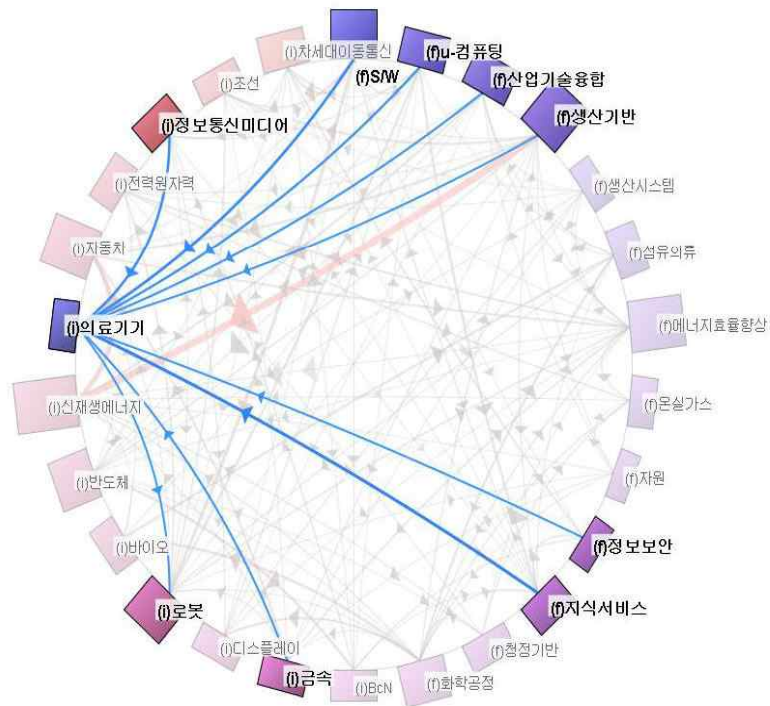 (i)차세대이동통신
(f)S/W
(f)u-컴퓨팅
(f)산업기술융합
(f)생산기반
(f)생산시스템
(f)섬유의류
(f)에너지효율향상
(f)온실가스
(f)자원
(f)정보보안
(f)지식서비스
(f)청정기반
(f)화학공정
(i)BcN
(i)금속
(i)디스플레이
(i)로봇
(i)바이오
(i)반도체
(i)신재생에너지
(i)의료기기
(i)자동차
(i)전력원자력
(i)정보통신미디어
(i)조선